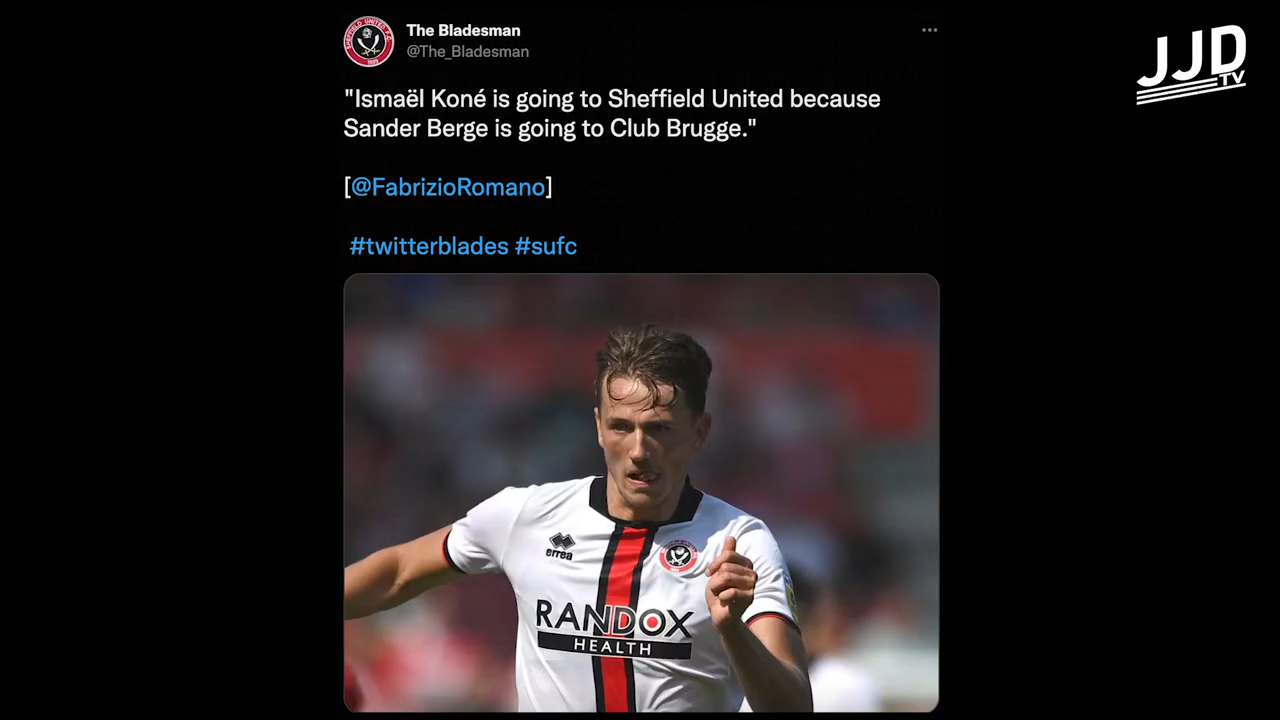 The Bladesman
@The_Bladesman
JJD
TV
"Ismaël Koné is going to Sheffield United because
Sander Berge is going to Club Brugge."
[@FabrizioRomano]
#twitterblades #sufc
errea
RANDOX
HEALTH